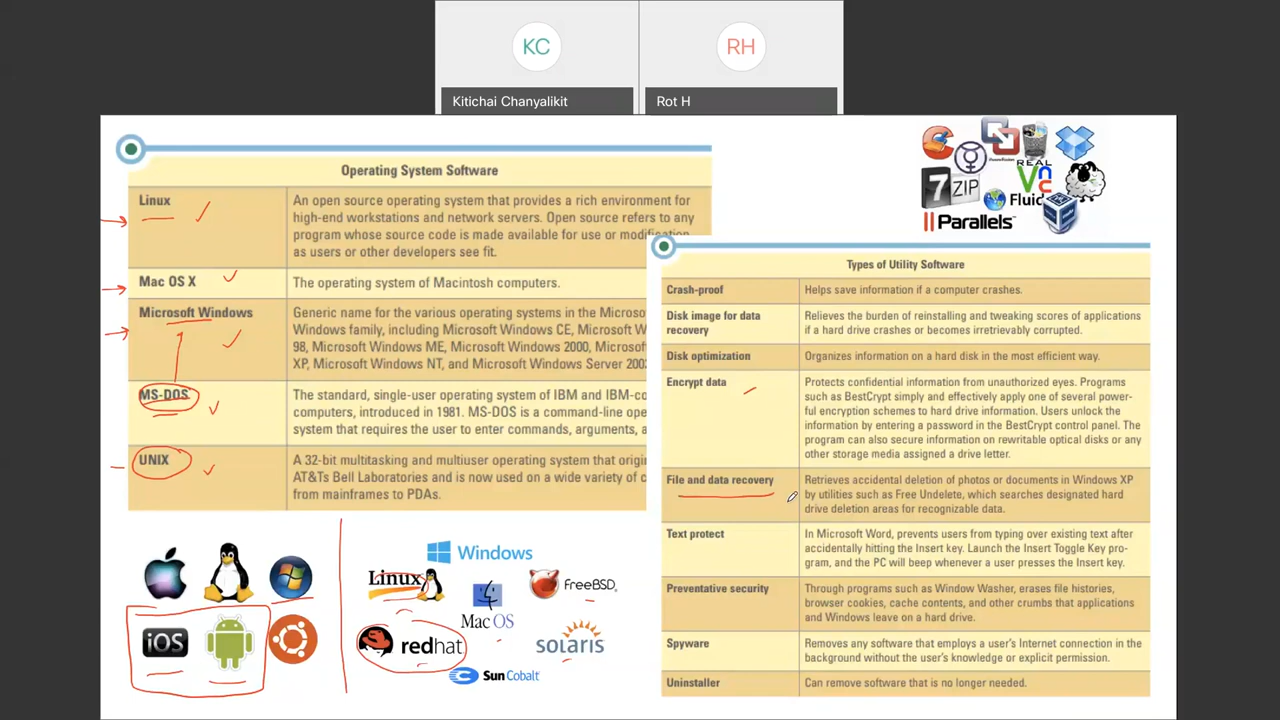 KC
RH
Kitichai Chanyalikit
Rot H
Operating System Software
Linux
An open source operating system that provides a rich environment for
high-end workstations and network servers. Open source refers to any
program whose source code is made available for use or modification
as users or other developers see fit.
Mac OS X
The operating system of Macintosh computers.
Microsoft Windows
Generic name for the various operating systems in the Microso
Windows family, including Microsoft Windows CE, Microsoft W
98, Microsoft Windows ME, Microsoft Windows 2000, Microsof
XP, Microsoft Windows NT, and Microsoft Windows Server 200
MS-DOS
The standard, single-user operating system of IBM and IBM-co
computers, introduced in 1981. MS-DOS is a command-line ope
system that requires the user to enter commands, arguments, a
UNIX
A 32-bit multitasking and multiuser operating system that origi
AT&Ts Bell Laboratories and is now used on a wide variety of c
from mainframes to PDAs.
iOS
Windows
Linux
FreeBSD
Mac OS
redhat
solaris
Sun Cobalt
REAL
VNC
7 ZIP
Fluid
Parallels
Types of Utility Software
Crash-proof
Helps save information if a computer crashes.
Disk image for data
recovery
Relieves the burden of reinstalling and tweaking scores of applications
if a hard drive crashes or becomes irretrievably corrupted.
Disk optimization
Organizes information on a hard disk in the most efficient way.
Encrypt data
Protects confidential information from unauthorized eyes. Programs
such as BestCrypt simply and effectively apply one of several power-
ful encryption schemes to hard drive information. Users unlock the
information by entering a password in the BestCrypt control panel. The
program can also secure information on rewritable optical disks or any
other storage media assigned a drive letter.
File and data recovery
Retrieves accidental deletion of photos or documents in Windows XP
by utilities such as Free Undelete, which searches designated hard
drive deletion areas for recognizable data.
Text protect
In Microsoft Word, prevents users from typing over existing text after
accidentally hitting the Insert key. Launch the Insert Toggle Key pro-
gram, and the PC will beep whenever a user presses the Insert key.
Preventative security
Through programs such as Window Washer, erases file histories,
browser cookies, cache contents, and other crumbs that applications
and Windows leave on a hard drive.
Spyware
Removes any software that employs a user's Internet connection in the
background without the user's knowledge or explicit permission.
Uninstaller
Can remove software that is no longer needed.